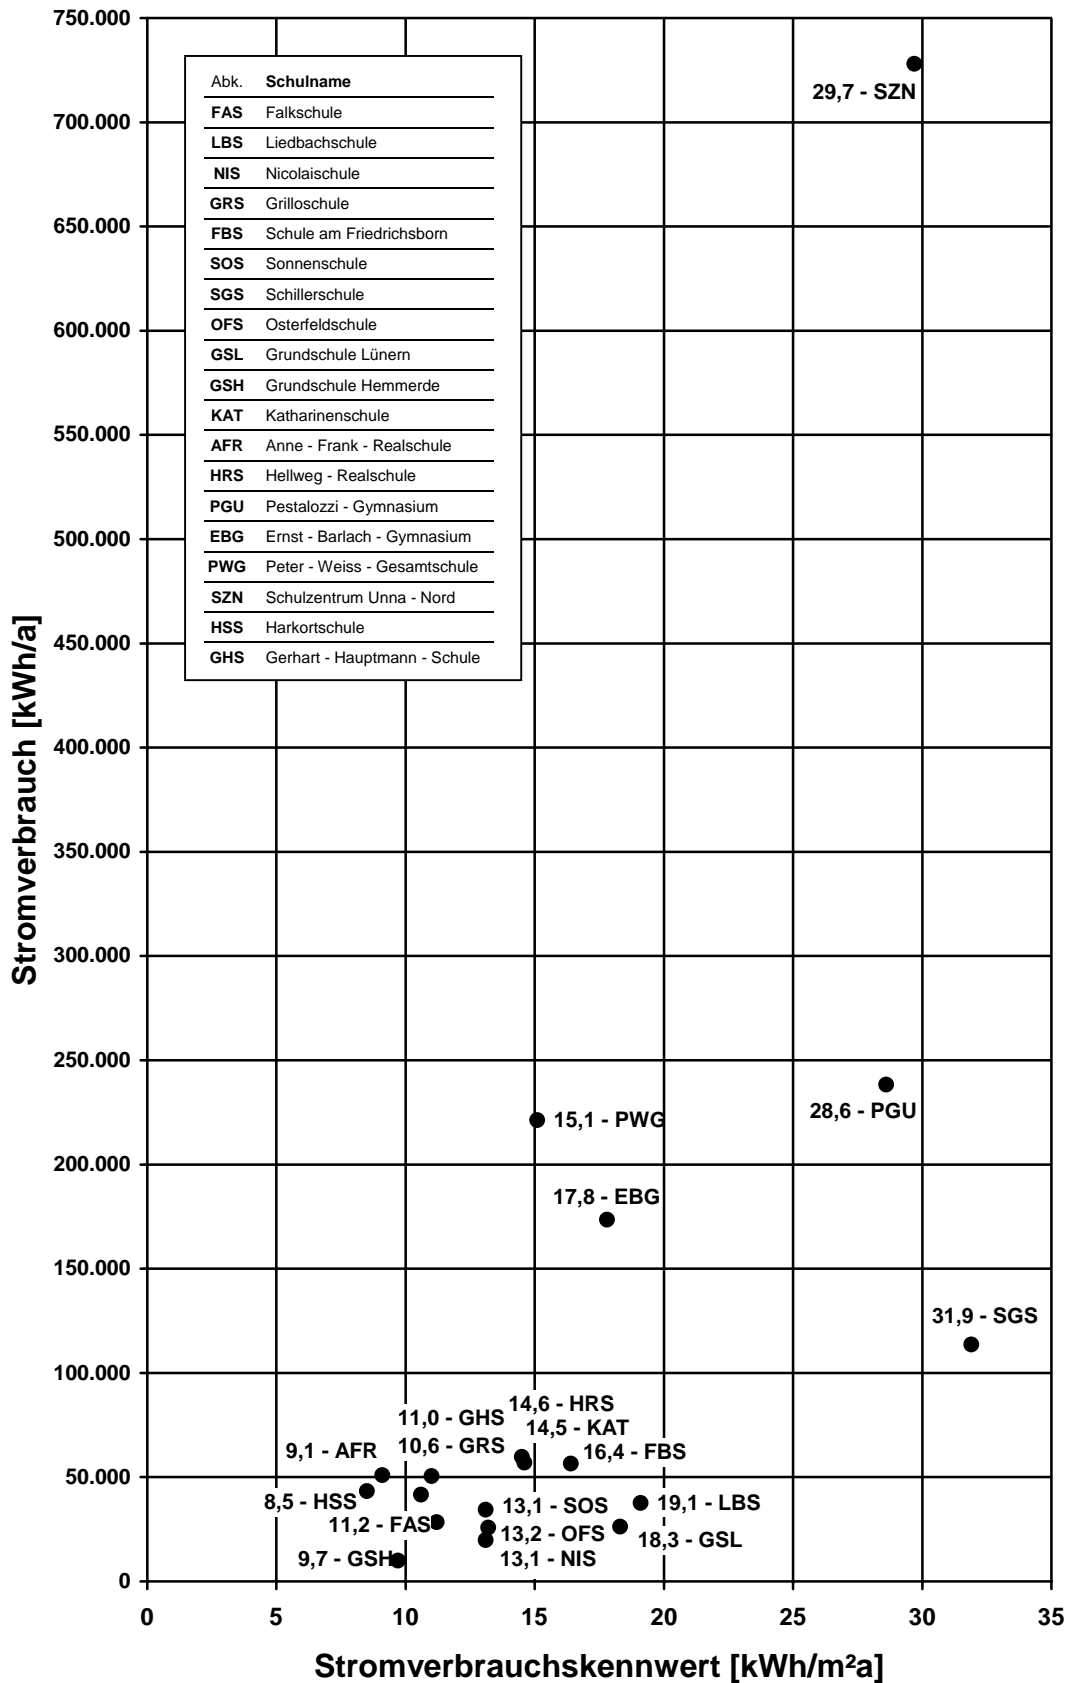 750.000
700.000
650.000
600.000
550.000
500.000
450.000
400.000
350.000
300.000
250.000
200.000
150.000
100.000
50.000
0
Stromverbrauch [kWh/a]
Abk. Schulname
FAS Falkschule
LBS Liedbachschule
NIS Nicolaischule
GRS Grilloschule
FBS Schule am Friedrichsborn
SOS Sonnenschule
SGS Schillerschule
OFS Osterfeldschule
GSL Grundschule Lünern
GSH Grundschule Hemmerde
KAT Katharinenschule
AFR Anne - Frank - Realschule
HRS Hellweg - Realschule
PGU Pestalozzi - Gymnasium
EBG Ernst - Barlach - Gymnasium
PWG Peter - Weiss - Gesamtschule
SZN Schulzentrum Unna - Nord
HSS Harkortschule
GHS Gerhart - Hauptmann - Schule
29,7 - SZN
28,6 - PGU
15,1 - PWG
17,8 - EBG
31,9 - SGS
14,6 - HRS
11,0 - GHS
14,5 - KAT
10,6 - GRS
9,1 - AFR
16,4 - FBS
8,5 - HSS
13,1 - SOS
19,1 - LBS
11,2 - FAS
13,2 - OFS
18,3 - GSL
9,7 - GSH
13,1 - NIS
0 5 10 15 20 25 30 35
Stromverbrauchskennwert [kWh/m²a]